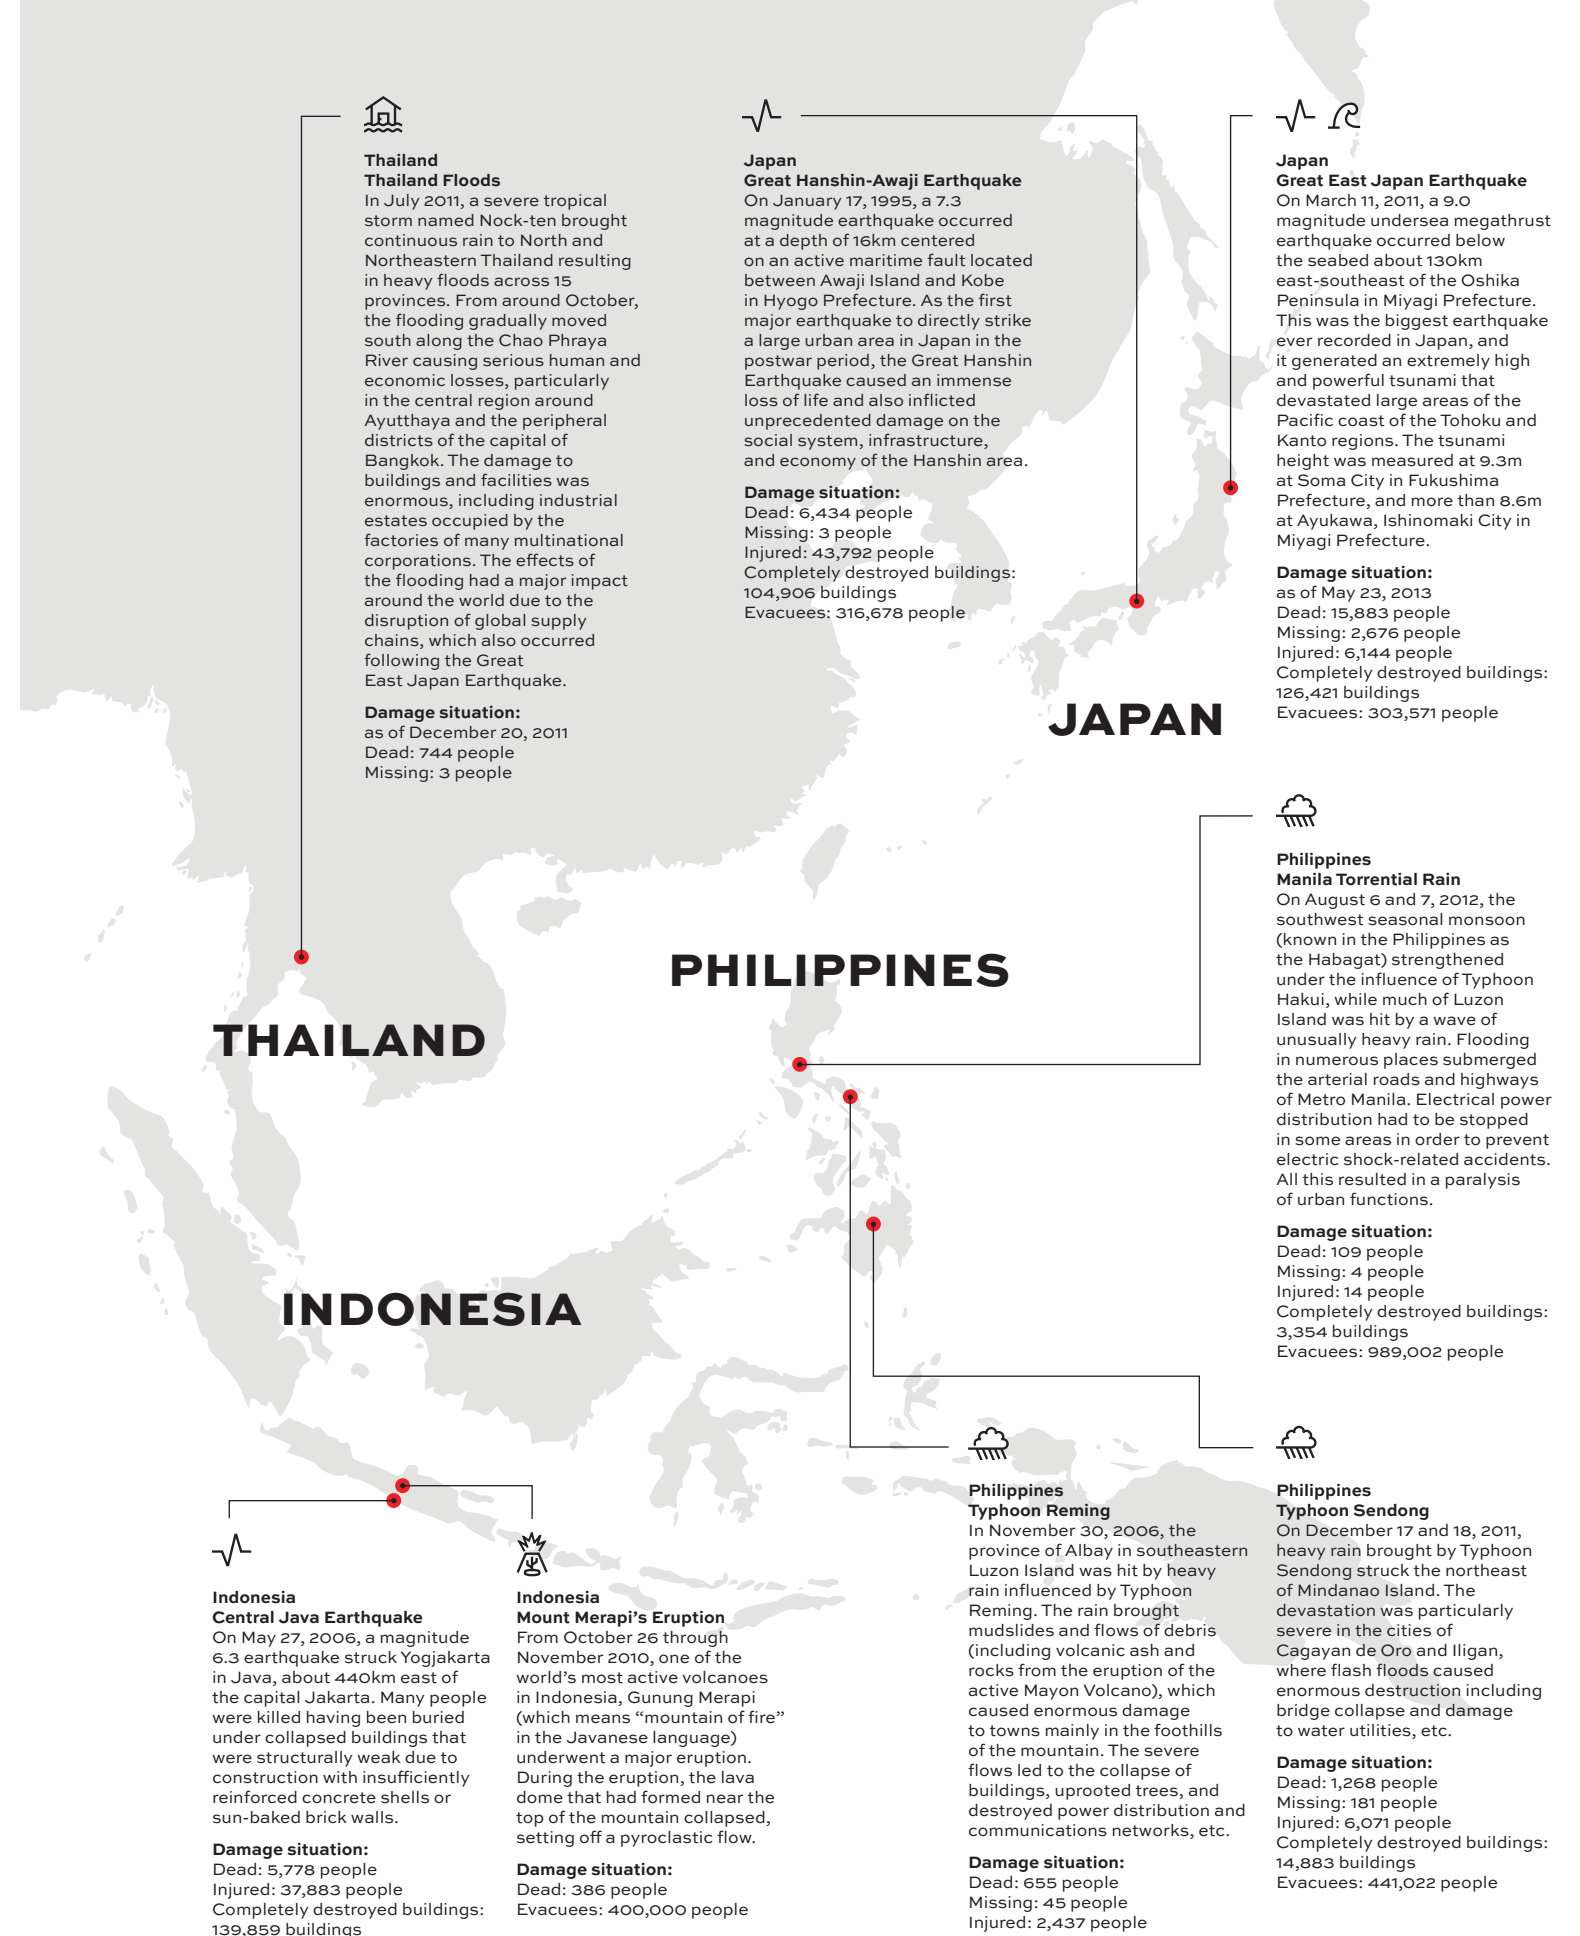 Thailand
Thailand Floods
In July 2011, a severe tropical
storm named Nock-ten brought
continuous rain to North and
Northeastern Thailand resulting
in heavy floods across 15
provinces. From around October,
the flooding gradually moved
south along the Chao Phraya
River causing serious human and
economic losses, particularly
in the central region around
Ayutthaya and the peripheral
districts of the capital of
Bangkok. The damage to
buildings and facilities was
enormous, including industrial
estates occupied by the
factories of many multinational
corporations. The effects of
the flooding had a major impact
around the world due to the
disruption of global supply
chains, which also occurred
following the Great
East Japan Earthquake.
Damage situation:
as of December 20, 2011
Dead: 744 people
Missing: 3 people
Japan
Great Hanshin-Awaji Earthquake
On January 17, 1995, a 7.3
magnitude earthquake occurred
at a depth of 16km centered
on an active maritime fault located
between Awaji Island and Kobe
in Hyogo Prefecture. As the first
major earthquake to directly strike
a large urban area in Japan in the
postwar period, the Great Hanshin
Earthquake caused an immense
loss of life and also inflicted
unprecedented damage on the
social system, infrastructure,
and economy of the Hanshin area.
Damage situation:
Dead: 6,434 people
Missing: 3 people
Injured: 43,792 people
Completely destroyed buildings:
104,906 buildings
Evacuees: 316,678 people
Japan
Great East Japan Earthquake
On March 11, 2011, a 9.0
magnitude undersea megathrust
earthquake occurred below
the seabed about 130km
east-southeast of the Oshika
Peninsula in Miyagi Prefecture.
This was the biggest earthquake
ever recorded in Japan, and
it generated an extremely high
and powerful tsunami that
devastated large areas of the
Pacific coast of the Tohoku and
Kanto regions. The tsunami
height was measured at 9.3m
at Soma City in Fukushima
Prefecture, and more than 8.6m
at Ayukawa, Ishinomaki City in
Miyagi Prefecture.
Damage situation:
as of May 23, 2013
Dead: 15,883 people
Missing: 2,676 people
Injured: 6,144 people
Completely destroyed buildings:
126,421 buildings
Evacuees: 303,571 people
JAPAN
PHILIPPINES
THAILAND
INDONESIA
Philippines
Manila Torrential Rain
On August 6 and 7, 2012, the
southwest seasonal monsoon
(known in the Philippines as
the Habagat) strengthened
under the influence of Typhoon
Hakui, while much of Luzon
Island was hit by a wave of
unusually heavy rain. Flooding
in numerous places submerged
the arterial roads and highways
of Metro Manila. Electrical power
distribution had to be stopped
in some areas in order to prevent
electric shock-related accidents.
All this resulted in a paralysis
of urban functions.
Damage situation:
Dead: 109 people
Missing: 4 people
Injured: 14 people
Completely destroyed buildings:
3,354 buildings
Evacuees: 989,002 people
Indonesia
Central Java Earthquake
On May 27, 2006, a magnitude
6.3 earthquake struck Yogjakarta
in Java, about 440km east of
the capital Jakarta. Many people
were killed having been buried
under collapsed buildings that
were structurally weak due to
construction with insufficiently
reinforced concrete shells or
sun-baked brick walls.
Damage situation:
Dead: 5,778 people
Injured: 37,883 people
Completely destroyed buildings:
139,859 buildings
Indonesia
Mount Merapi's Eruption
From October 26 through
November 2010, one of the
world's most active volcanoes
in Indonesia, Gunung Merapi
(which means “mountain of fire”
in the Javanese language)
underwent a major eruption.
During the eruption, the lava
dome that had formed near the
top of the mountain collapsed,
setting off a pyroclastic flow.
Damage situation:
Dead: 386 people
Evacuees: 400,000 people
Philippines
Typhoon Reming
In November 30, 2006, the
province of Albay in southeastern
Luzon Island was hit by heavy
rain influenced by Typhoon
Reming. The rain brought
mudslides and flows of debris
(including volcanic ash and
rocks from the eruption of the
active Mayon Volcano), which
caused enormous damage
to towns mainly in the foothills
of the mountain. The severe
flows led to the collapse of
buildings, uprooted trees, and
destroyed power distribution and
communications networks, etc.
Damage situation:
Dead: 655 people
Missing: 45 people
Injured: 2,437 people
Philippines
Typhoon Sendong
On December 17 and 18, 2011,
heavy rain brought by Typhoon
Sendong struck the northeast
of Mindanao Island. The
devastation was particularly
severe in the cities of
Cagayan de Oro and Iligan,
where flash floods caused
enormous destruction including
bridge collapse and damage
to water utilities, etc.
Damage situation:
Dead: 1,268 people
Missing: 181 people
Injured: 6,071 people
Completely destroyed buildings:
14,883 buildings
Evacuees: 441,022 people